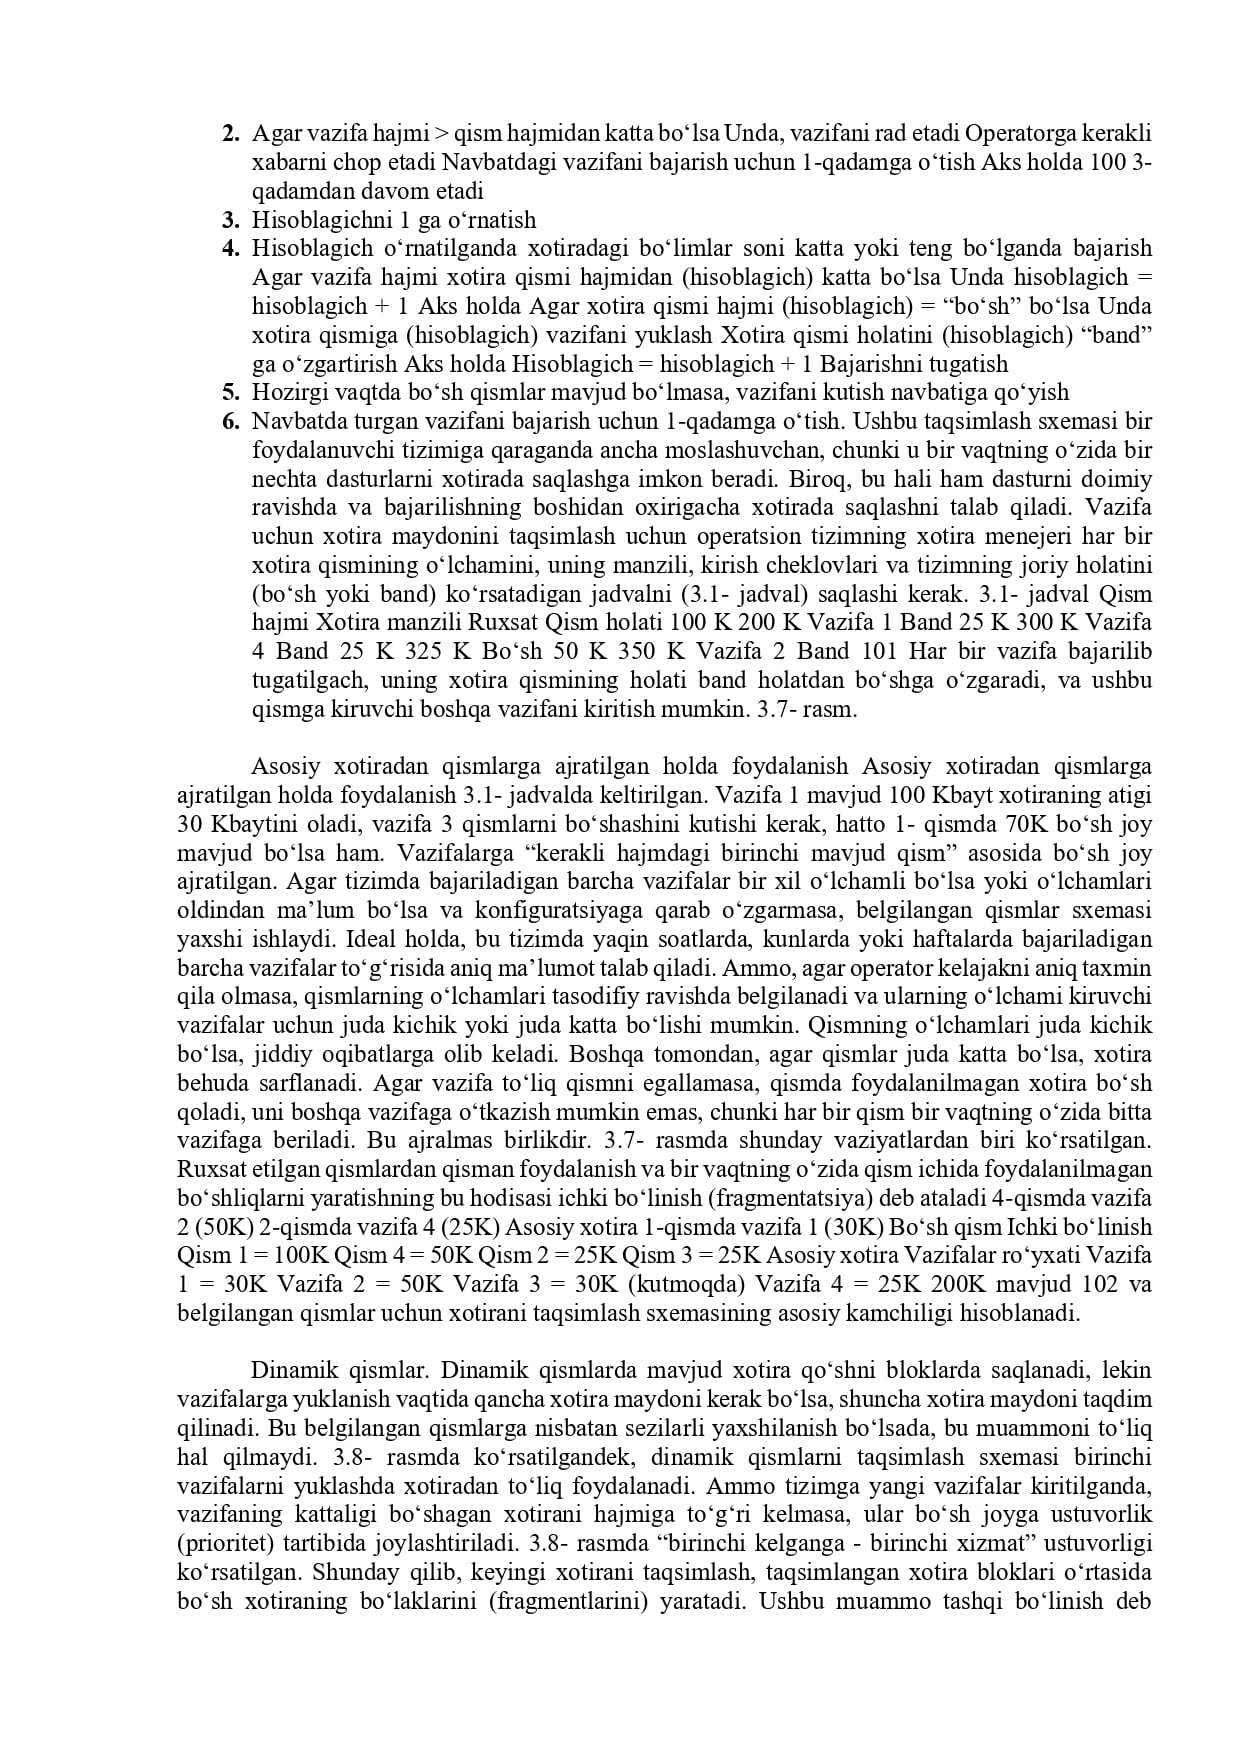 2. Agar vazifa hajmi > qism hajmidan katta bo‘lsa Unda, vazifani rad etadi Operatorga kerakli
xabarni chop etadi Navbatdagi vazifani bajarish uchun 1-qadamga o‘tish Aks holda 100 3-
qadamdan davom etadi
3. Hisoblagichni 1 ga o‘rnatish
4. Hisoblagich o‘rnatilganda xotiradagi bo‘limlar soni katta yoki teng bo‘lganda bajarish
Agar vazifa hajmi xotira qismi hajmidan (hisoblagich) katta bo‘lsa Unda hisoblagich =
hisoblagich + 1 Aks holda Agar xotira qismi hajmi (hisoblagich) = “bo‘sh” bo‘lsa Unda
xotira qismiga (hisoblagich) vazifani yuklash Xotira qismi holatini (hisoblagich) “band”
ga o‘zgartirish Aks holda Hisoblagich = hisoblagich + 1 Bajarishni tugatish
5. Hozirgi vaqtda bo‘sh qismlar mavjud bo‘lmasa, vazifani kutish navbatiga qo‘yish
6. Navbatda turgan vazifani bajarish uchun 1-qadamga o‘tish. Ushbu taqsimlash sxemasi bir
foydalanuvchi tizimiga qaraganda ancha moslashuvchan, chunki u bir vaqtning o‘zida bir
nechta dasturlarni xotirada saqlashga imkon beradi. Biroq, bu hali ham dasturni doimiy
ravishda va bajarilishning boshidan oxirigacha xotirada saqlashni talab qiladi. Vazifa
uchun xotira maydonini taqsimlash uchun operatsion tizimning xotira menejeri har bir
xotira qismining o‘lchamini, uning manzili, kirish cheklovlari va tizimning joriy holatini
(bo‘sh yoki band) ko‘rsatadigan jadvalni (3.1- jadval) saqlashi kerak. 3.1- jadval Qism
hajmi Xotira manzili Ruxsat Qism holati 100 K 200 K Vazifa 1 Band 25 K 300 K Vazifa
4 Band 25 K 325 K Bo‘sh 50 K 350 K Vazifa 2 Band 101 Har bir vazifa bajarilib
tugatilgach, uning xotira qismining holati band holatdan bo‘shga o‘zgaradi, va ushbu
qismga kiruvchi boshqa vazifani kiritish mumkin. 3.7- rasm.
Asosiy xotiradan qismlarga ajratilgan holda foydalanish Asosiy xotiradan qismlarga
ajratilgan holda foydalanish 3.1- jadvalda keltirilgan. Vazifa 1 mavjud 100 Kbayt xotiraning atigi
30 Kbaytini oladi, vazifa 3 qismlarni bo‘shashini kutishi kerak, hatto 1- qismda 70K bo‘sh joy
mavjud bo‘lsa ham. Vazifalarga “kerakli hajmdagi birinchi mavjud qism” asosida bo‘sh joy
ajratilgan. Agar tizimda bajariladigan barcha vazifalar bir xil o‘lchamli bo‘lsa yoki o‘lchamlari
oldindan ma’lum bo‘lsa va konfiguratsiyaga qarab o‘zgarmasa, belgilangan qismlar sxemasi
yaxshi ishlaydi. Ideal holda, bu tizimda yaqin soatlarda, kunlarda yoki haftalarda bajariladigan
barcha vazifalar to‘g‘risida aniq ma’lumot talab qiladi. Ammo, agar operator kelajakni aniq taxmin
qila olmasa, qismlarning o‘lchamlari tasodifiy ravishda belgilanadi va ularning o‘lchami kiruvchi
vazifalar uchun juda kichik yoki juda katta bo‘lishi mumkin. Qismning o‘lchamlari juda kichik
bo‘lsa, jiddiy oqibatlarga olib keladi. Boshqa tomondan, agar qismlar juda katta bo‘lsa, xotira
behuda sarflanadi. Agar vazifa to‘liq qismni egallamasa, qismda foydalanilmagan xotira bo‘sh
qoladi, uni boshqa vazifaga o‘tkazish mumkin emas, chunki har bir qism bir vaqtning o‘zida bitta
vazifaga beriladi. Bu ajralmas birlikdir. 3.7- rasmda shunday vaziyatlardan biri ko‘rsatilgan.
Ruxsat etilgan qismlardan qisman foydalanish va bir vaqtning o‘zida qism ichida foydalanilmagan
bo‘shliqlarni yaratishning bu hodisasi ichki bo‘linish (fragmentatsiya) deb ataladi 4-qismda vazifa
2 (50K) 2-qismda vazifa 4 (25K) Asosiy xotira 1-qismda vazifa 1 (30K) Bo‘sh qism Ichki bo‘linish
Qism 1 = 100K Qism 4 = 50K Qism 2 = 25K Qism 3 = 25K Asosiy xotira Vazifalar ro‘yxati Vazifa
1 = 30K Vazifa 2 = 50K Vazifa 3 = 30K (kutmoqda) Vazifa 4 = 25K 200K mavjud 102 va
belgilangan qismlar uchun xotirani taqsimlash sxemasining asosiy kamchiligi hisoblanadi.
Dinamik qismlar. Dinamik qismlarda mavjud xotira qo‘shni bloklarda saqlanadi, lekin
vazifalarga yuklanish vaqtida qancha xotira maydoni kerak bo‘lsa, shuncha xotira maydoni taqdim
qilinadi. Bu belgilangan qismlarga nisbatan sezilarli yaxshilanish bo‘lsada, bu muammoni to‘liq
hal qilmaydi. 3.8- rasmda ko‘rsatilgandek, dinamik qismlarni taqsimlash sxemasi birinchi
vazifalarni yuklashda xotiradan to‘liq foydalanadi. Ammo tizimga yangi vazifalar kiritilganda,
vazifaning kattaligi bo‘shagan xotirani hajmiga to‘g‘ri kelmasa, ular bo‘sh joyga ustuvorlik
(prioritet) tartibida joylashtiriladi. 3.8- rasmda “birinchi kelganga - birinchi xizmat” ustuvorligi
ko‘rsatilgan. Shunday qilib, keyingi xotirani taqsimlash, taqsimlangan xotira bloklari o‘rtasida
bo‘sh xotiraning bo‘laklarini (fragmentlarini) yaratadi. Ushbu muammo tashqi bo‘linish deb